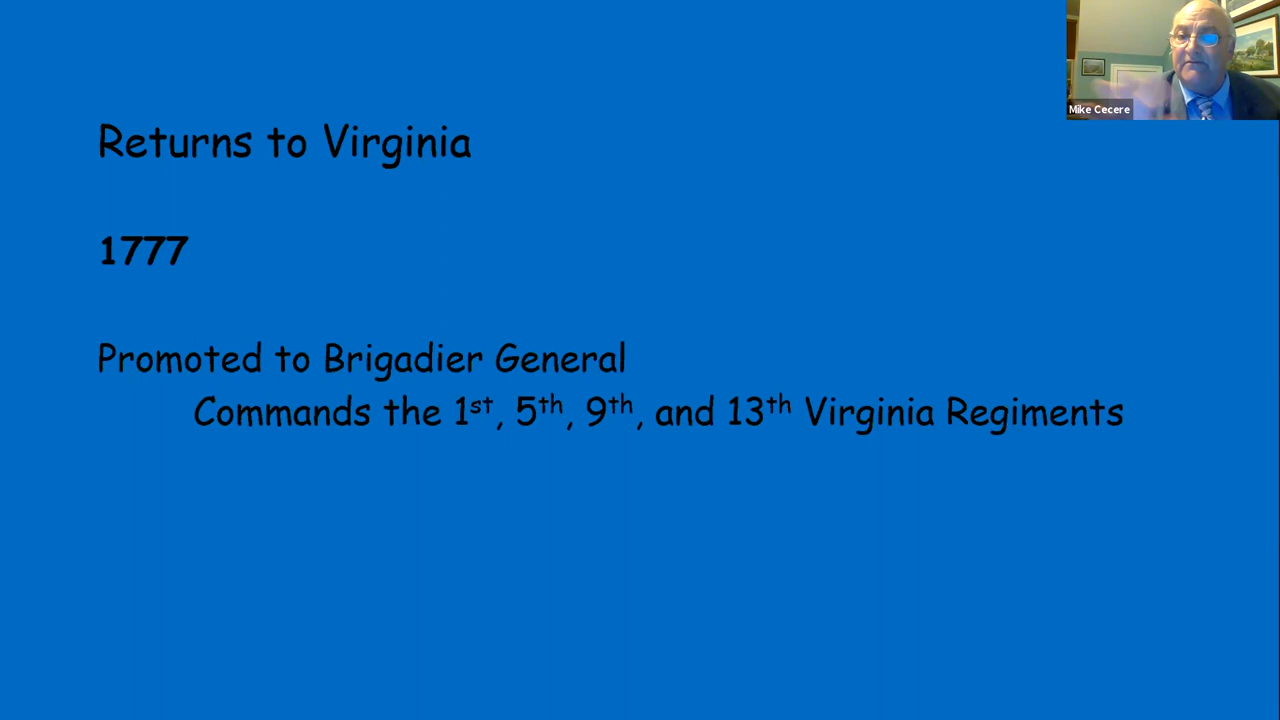 Mike Cecere
Returns to Virginia
1777
Promoted to Brigadier General
Commands the 1st, 5th, 9th, and 13th Virginia Regiments